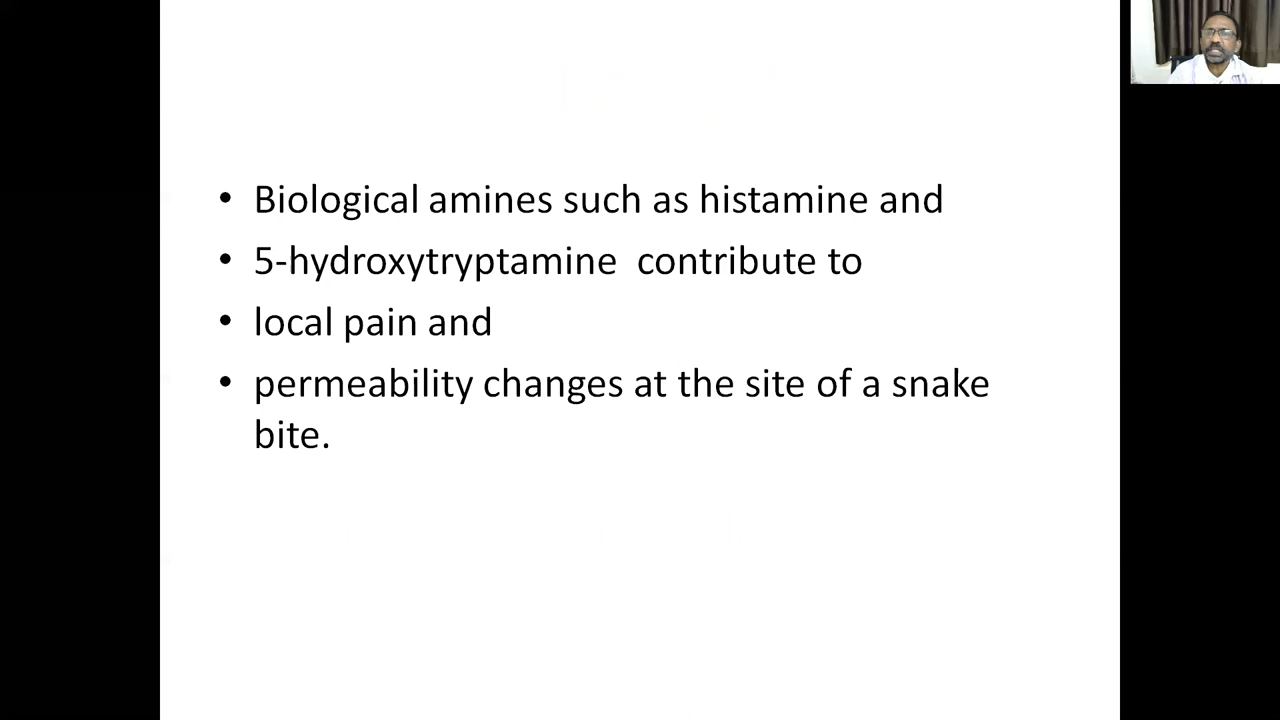 • Biological amines such as histamine and
• 5-hydroxytryptamine contribute to
• local pain and
• permeability changes at the site of a snake
bite.